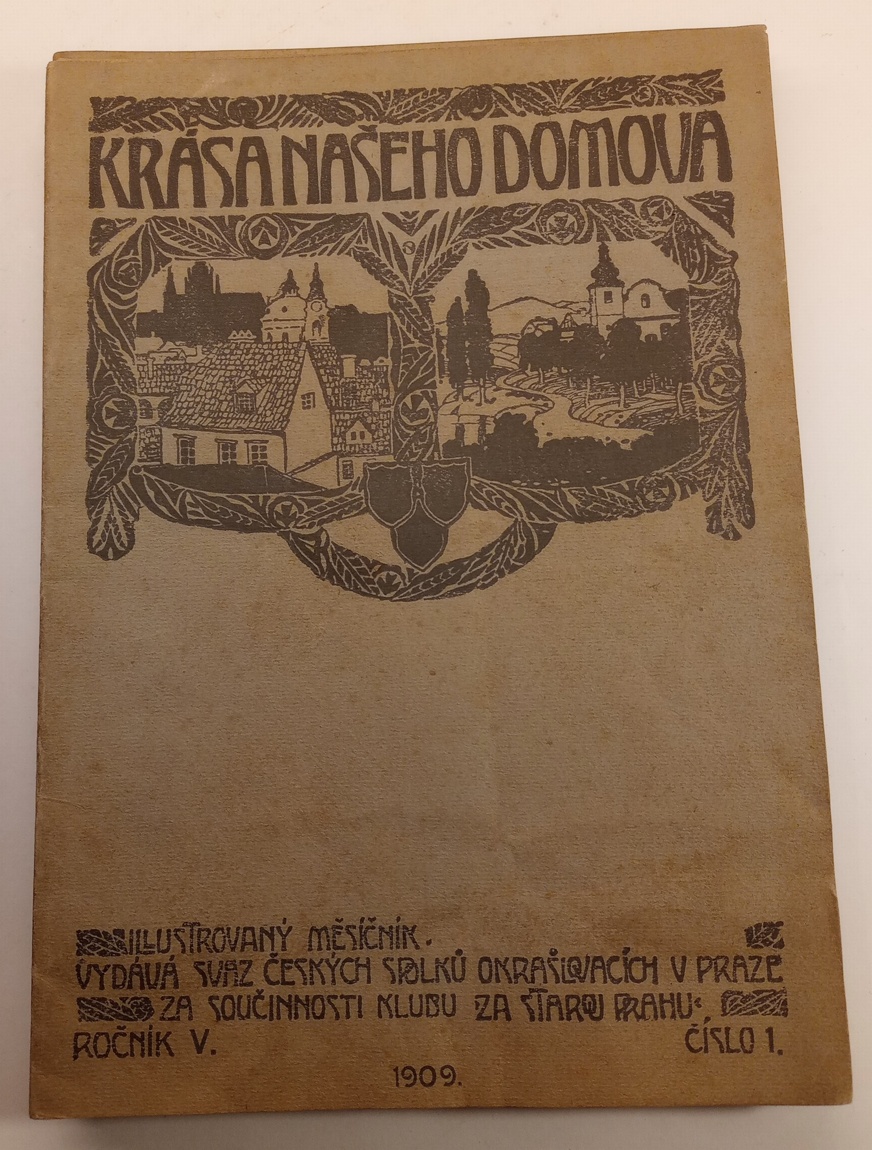 KRÁSA NAŠEHO DOMOVA
ILLUSTROVANÝ MĚSÍČNÍK.
VYDÁVÁ SVAZ ČESKÝCH SPOLKŮ OKRAŠLOVACÍCH V PRAZE
ZA SOUČINNOSTI KLUBU ZA STAROU PRAHU
ROČNÍK V.
ČÍSLO 1.
1909.